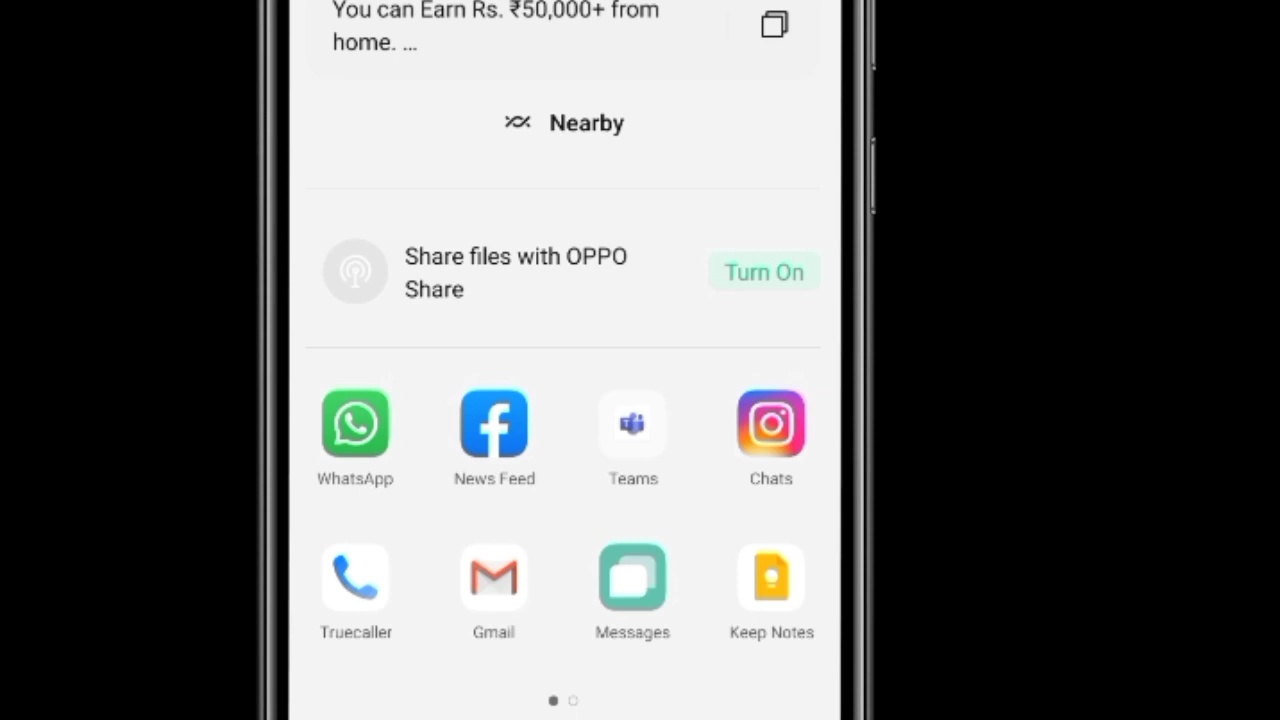 You can Earn Rs. ₹50,000+ from
home. ...
Nearby
Share files with OPPO
Share
Turn On
WhatsApp News Feed Teams Chats
Truecaller Gmail Messages Keep Notes